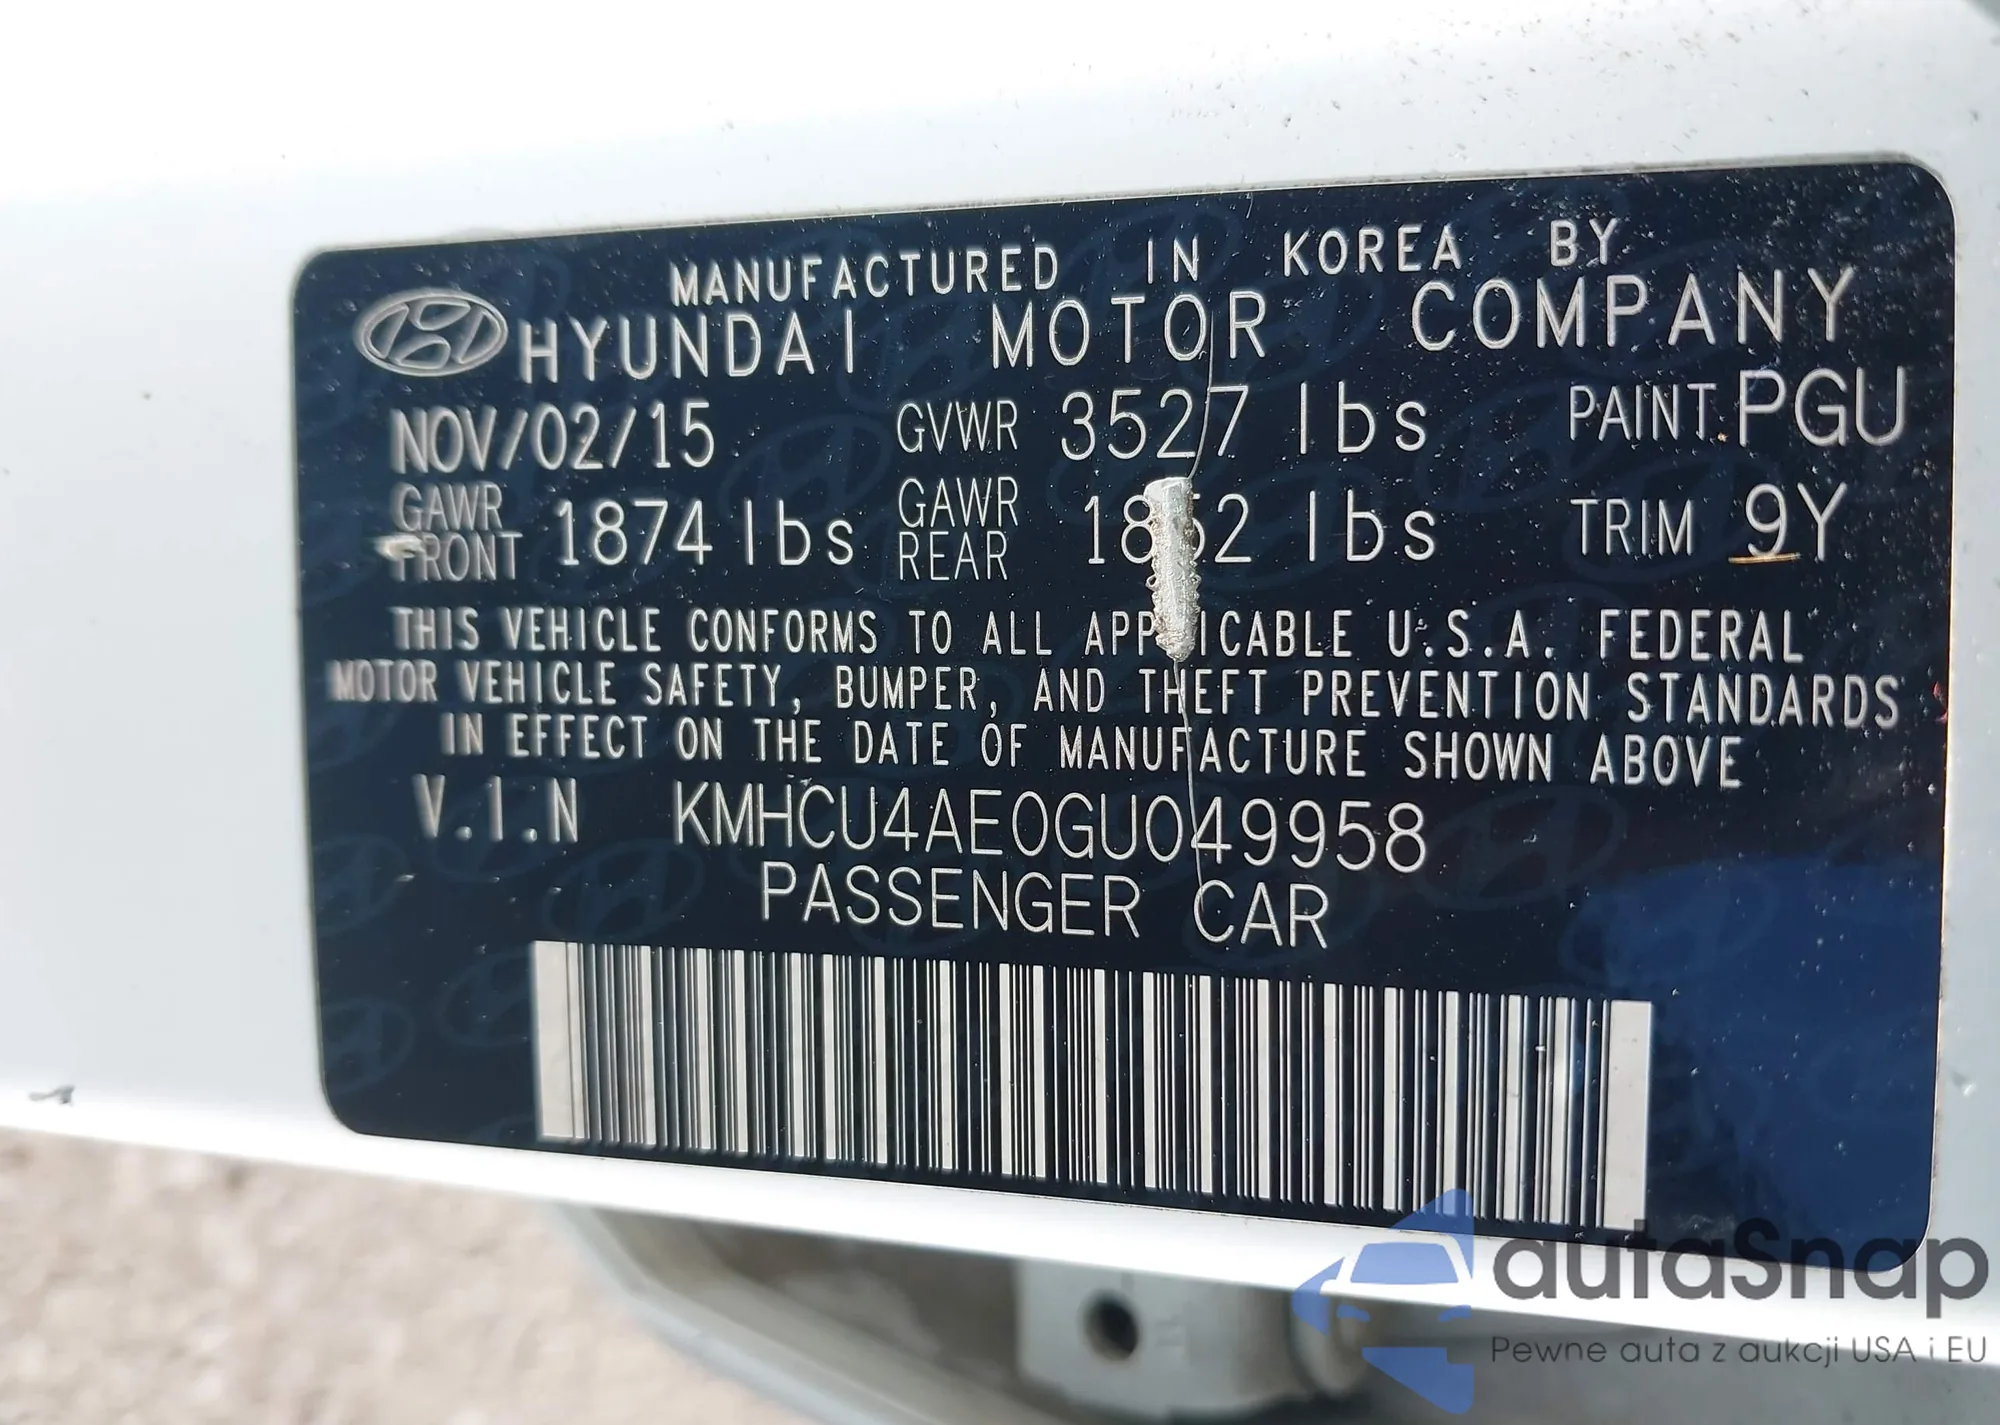 MANUFACTURED IN KOREA BY
HYUNDAI MOTOR COMPANY
NOV/02/15 GVWR 3527 lbs PAINT PGU
GAWR FRONT 1874 lbs GAWR REAR lbs TRIM 9Y
THIS VEHICLE CONFORMS TO ALL APPLICABLE U.S.A. FEDERAL
MOTOR VEHICLE SAFETY, BUMPER, AND THEFT PREVENTION STANDARDS
IN EFFECT ON THE DATE OF MANUFACTURE SHOWN ABOVE
V.I.N KMHCU4AE0GU049958
PASSENGER CAR
autaSnap
Pewne auta z aukcji USA i EU